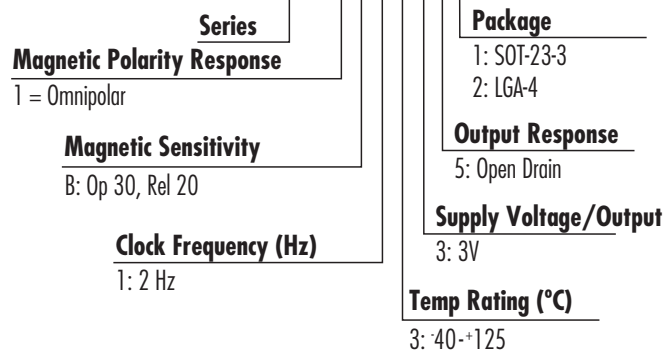 Series
Magnetic Polarity Response
1 = Omnipolar
Magnetic Sensitivity
B: Op 30, Rel 20
Clock Frequency (Hz)
1: 2 Hz
Package
1: SOT-23-3
2: LGA-4
Output Response
5: Open Drain
Supply Voltage/Output
3: 3V
Temp Rating (°C)
3: -40-+125